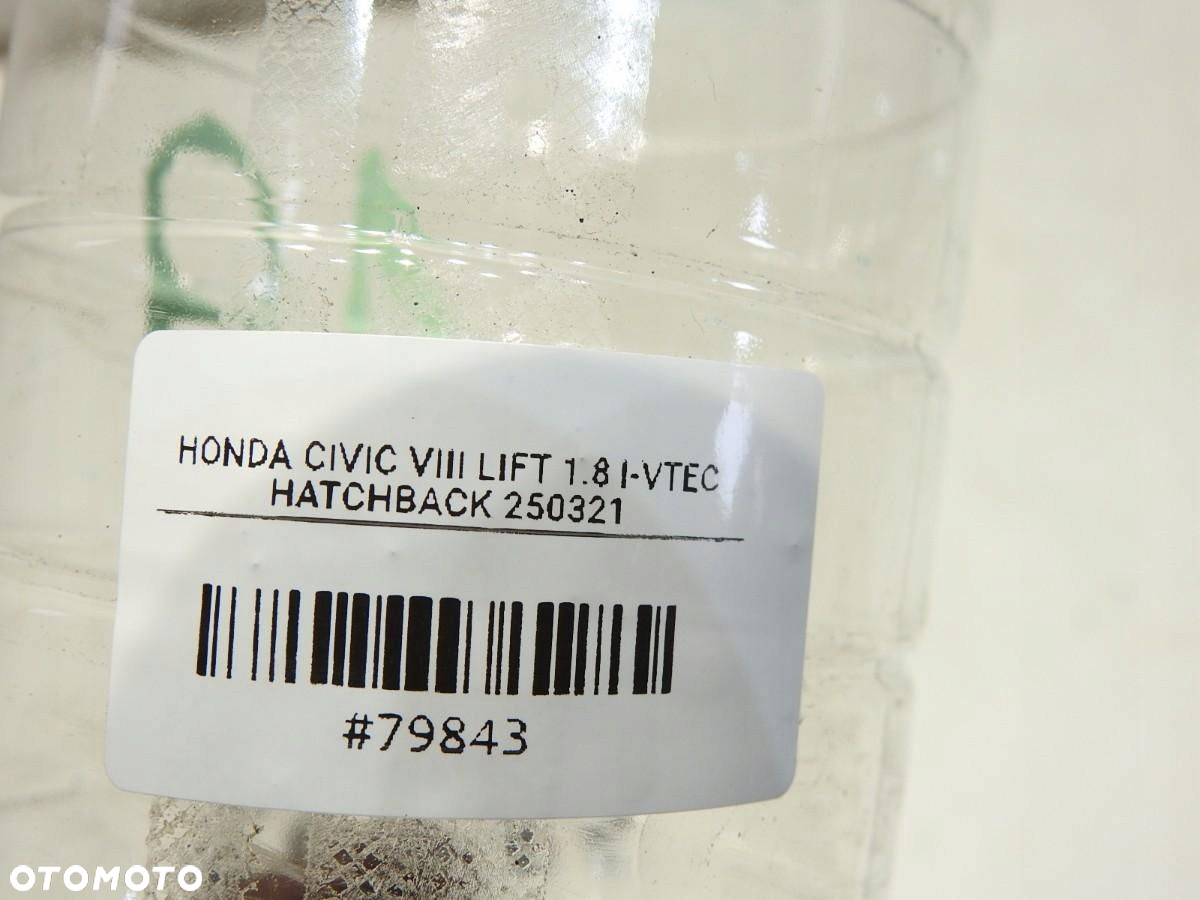 HONDA CIVIC VIII LIFT 1.8 I-VTEC
HATCHBACK 250321
#79843
OTOMOTO